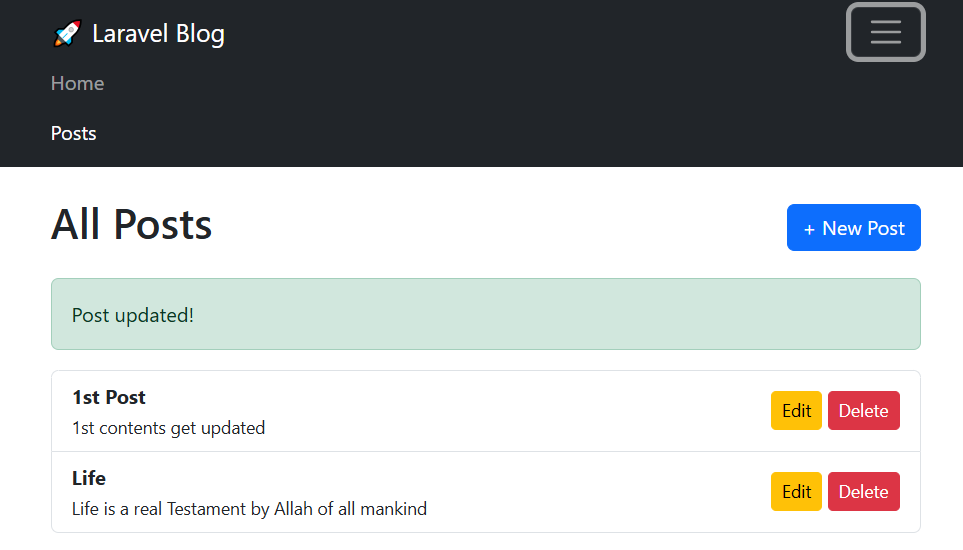 🚀 Laravel Blog
Home
Posts
All Posts
+ New Post
Post updated!
1st Post
1st contents get updated
Edit Delete
Life
Life is a real Testament by Allah of all mankind
Edit Delete